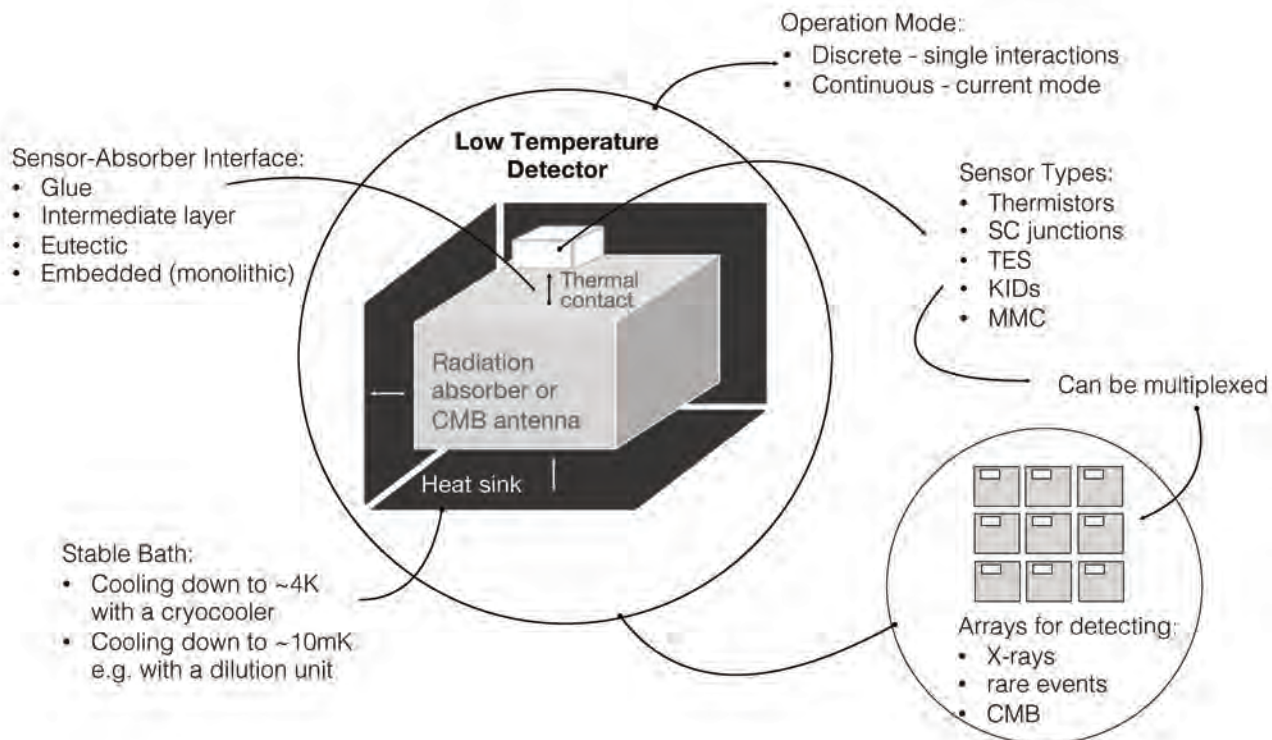 Operation Mode:
• Discrete - single interactions
• Continuous - current mode
Low Temperature
Detector
Sensor-Absorber Interface:
• Glue
• Intermediate layer
• Eutectic
• Embedded (monolithic)
Sensor Types:
• Thermistors
• SC junctions
• TES
• KIDs
• MMC
Thermal
contact
Radiation
absorber or
CMB antenna
Can be multiplexed
Heat sink
Stable Bath:
• Cooling down to ~4K
with a cryocooler
• Cooling down to ~10mK
e.g. with a dilution unit
Arrays for detecting:
• X-rays
• rare events
• CMB